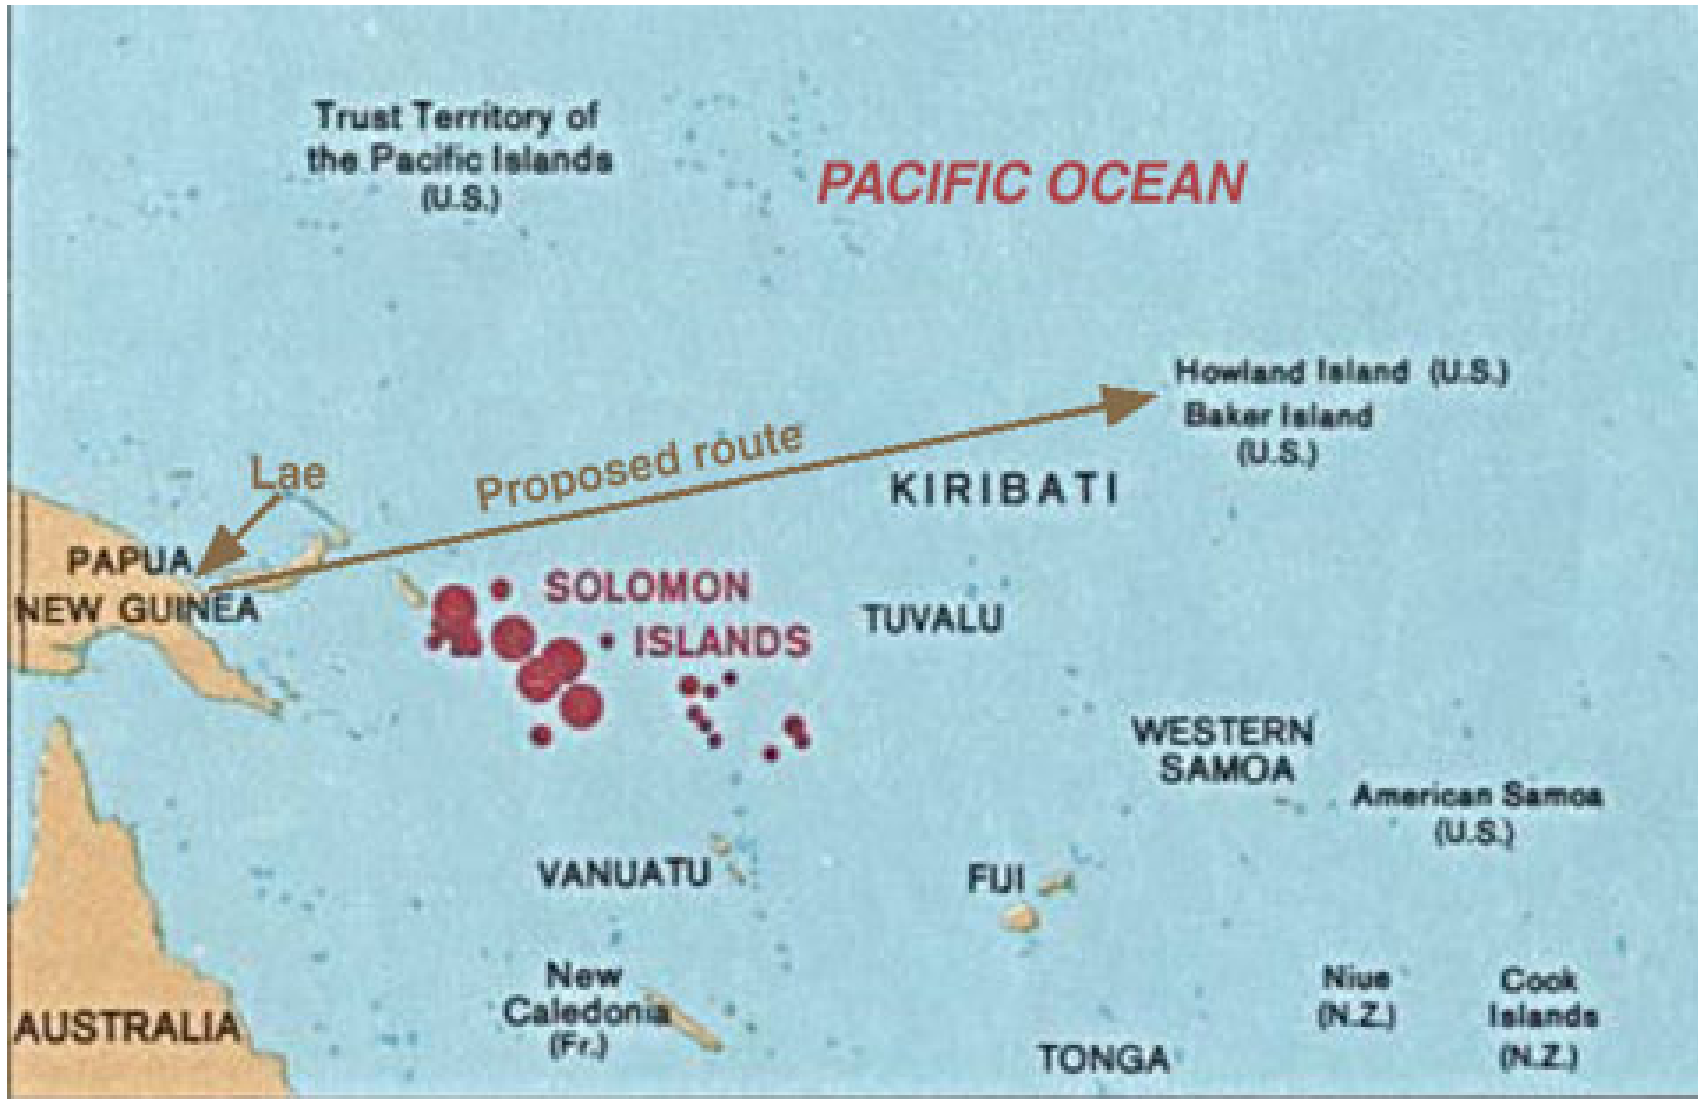 Trust Territory of
the Pacific Islands
(U.S.)
PACIFIC OCEAN
Howland Island (U.S.)
Baker Island
(U.S.)
Proposed route
Lae
KIRIBATI
PAPUA
NEW GUINEA
SOLOMON
ISLANDS
TUVALU
WESTERN
SAMOA
American Samoa
(U.S.)
VANUATU
FIJI
New
Caledonia
(Fr.)
Niue
(N.Z.)
Cook
Islands
(N.Z.)
AUSTRALIA
TONGA